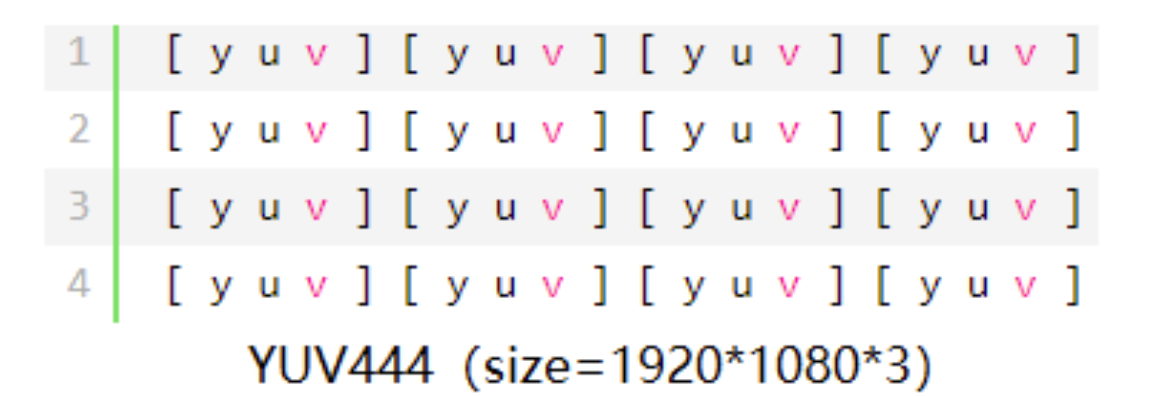 1 [ y u v ] [ y u v ] [ y u v ] [ y u v ]
2 [ y u v ] [ y u v ] [ y u v ] [ y u v ]
3 [ y u v ] [ y u v ] [ y u v ] [ y u v ]
4 [ y u v ] [ y u v ] [ y u v ] [ y u v ]
YUV444 (size=1920*1080*3)